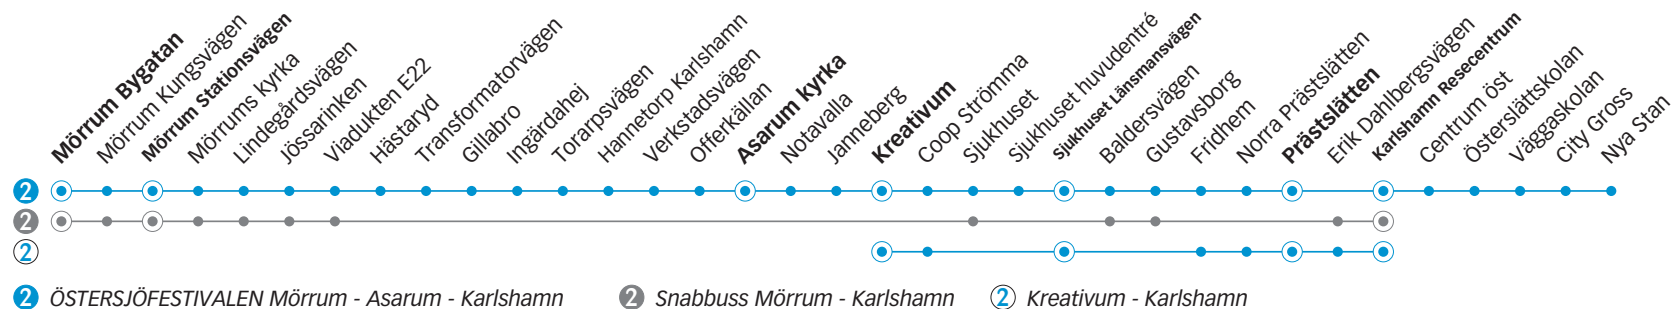 Mörrum Bygatan
Mörrum Kungsvägen
Mörrum Stationsvägen
Mörrums kyrka
Lindegårdsvägen
Jössarinken
Viadukten E22
Hästaryd
Transformatorvägen
Gillabro
Ingärdahej
Torarpsvägen
Hannetorp Karlshamn
Verkstadsvägen
Offerkällan
Asarum kyrka
Notavalla
Janneberg
Kreativum
Coop Strömma
Sjukhuset
Sjukhuset huvudentré
Sjukhuset Länsmansvägen
Baldersvägen
Gustavsborg
Fridhem
Norra Prästslätten
Prästslätten
Erik Dahlbergsvägen
Karlshamn Resecentrum
Centrum öst
Österslättskolan
Väggaskolan
City Gross
Nya Stan
2
2
2
2 ÖSTERSJÖFESTIVALEN Mörrum - Asarum - Karlshamn 2 Snabbuss Mörrum - Karlshamn 2 Kreativum - Karlshamn